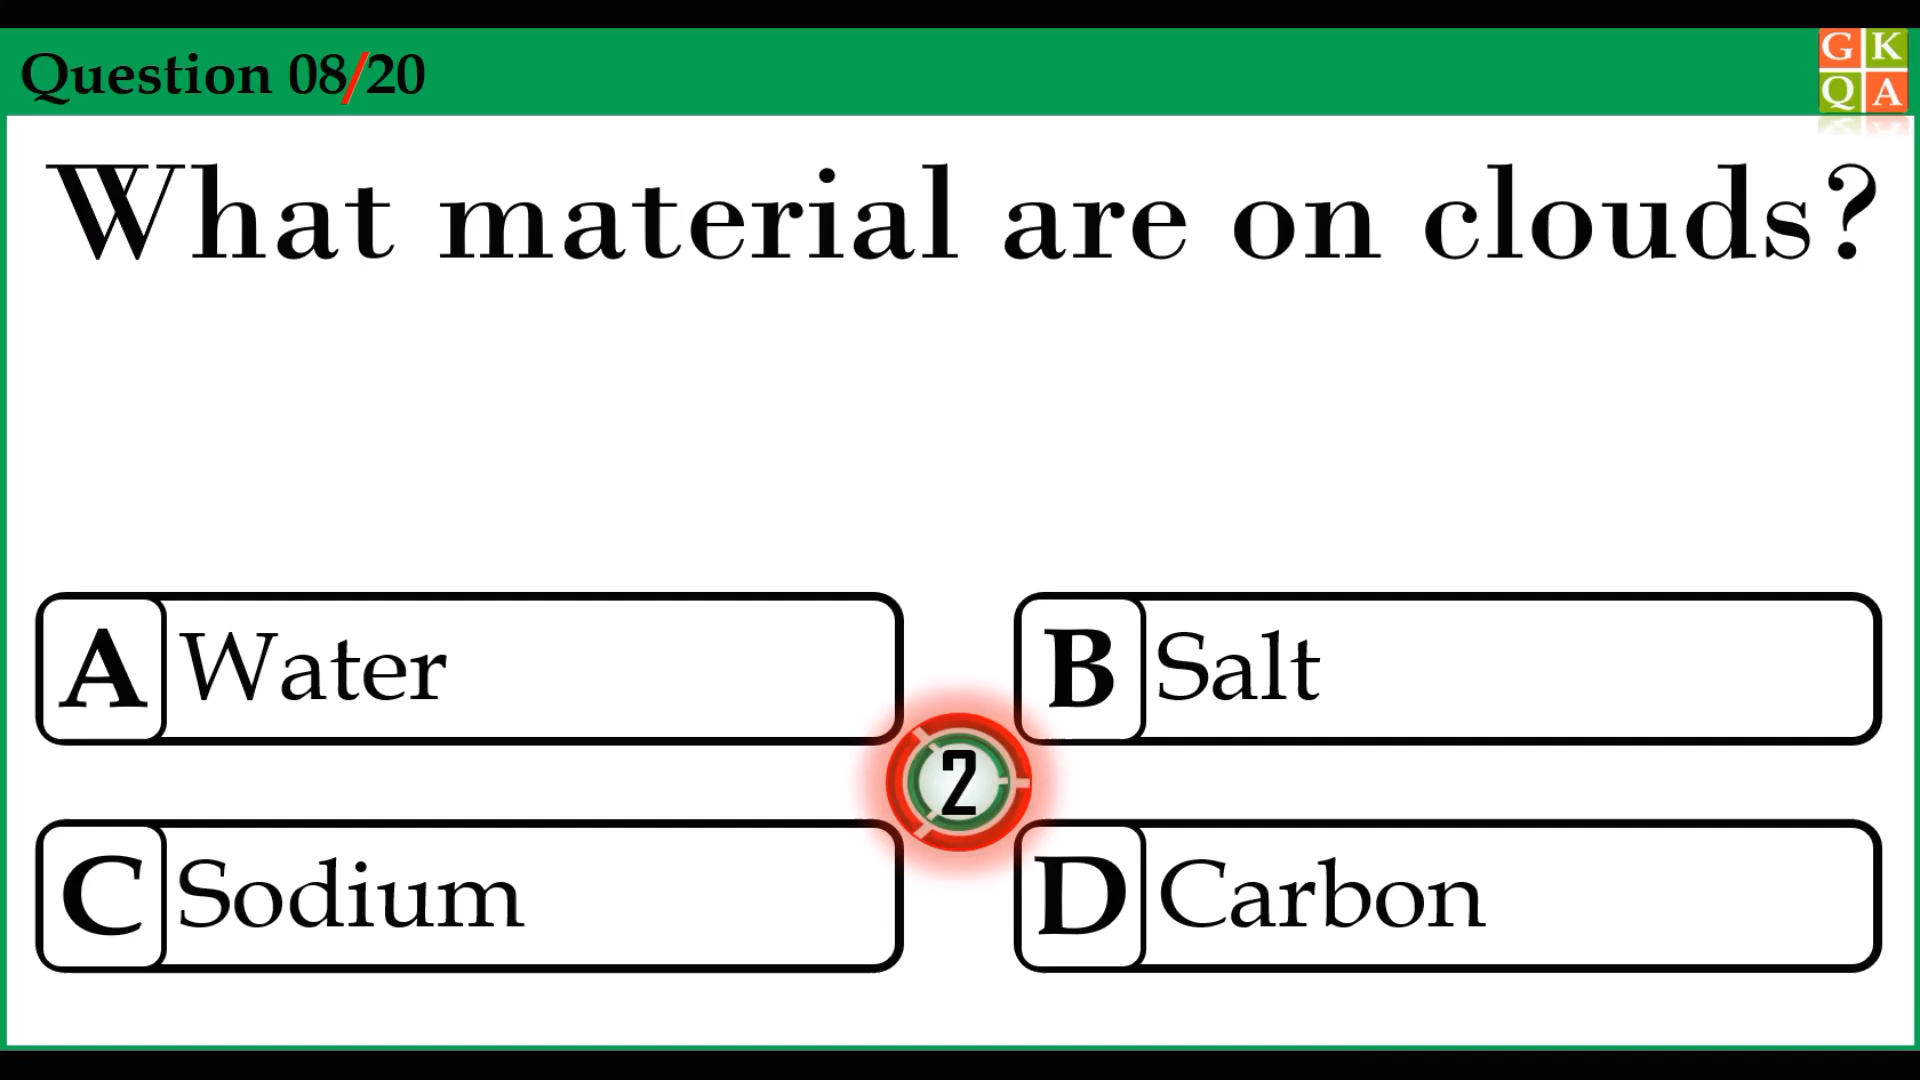 Question 08/20
G K
Q A
What material are on clouds?
A Water
B Salt
2
C Sodium
D Carbon